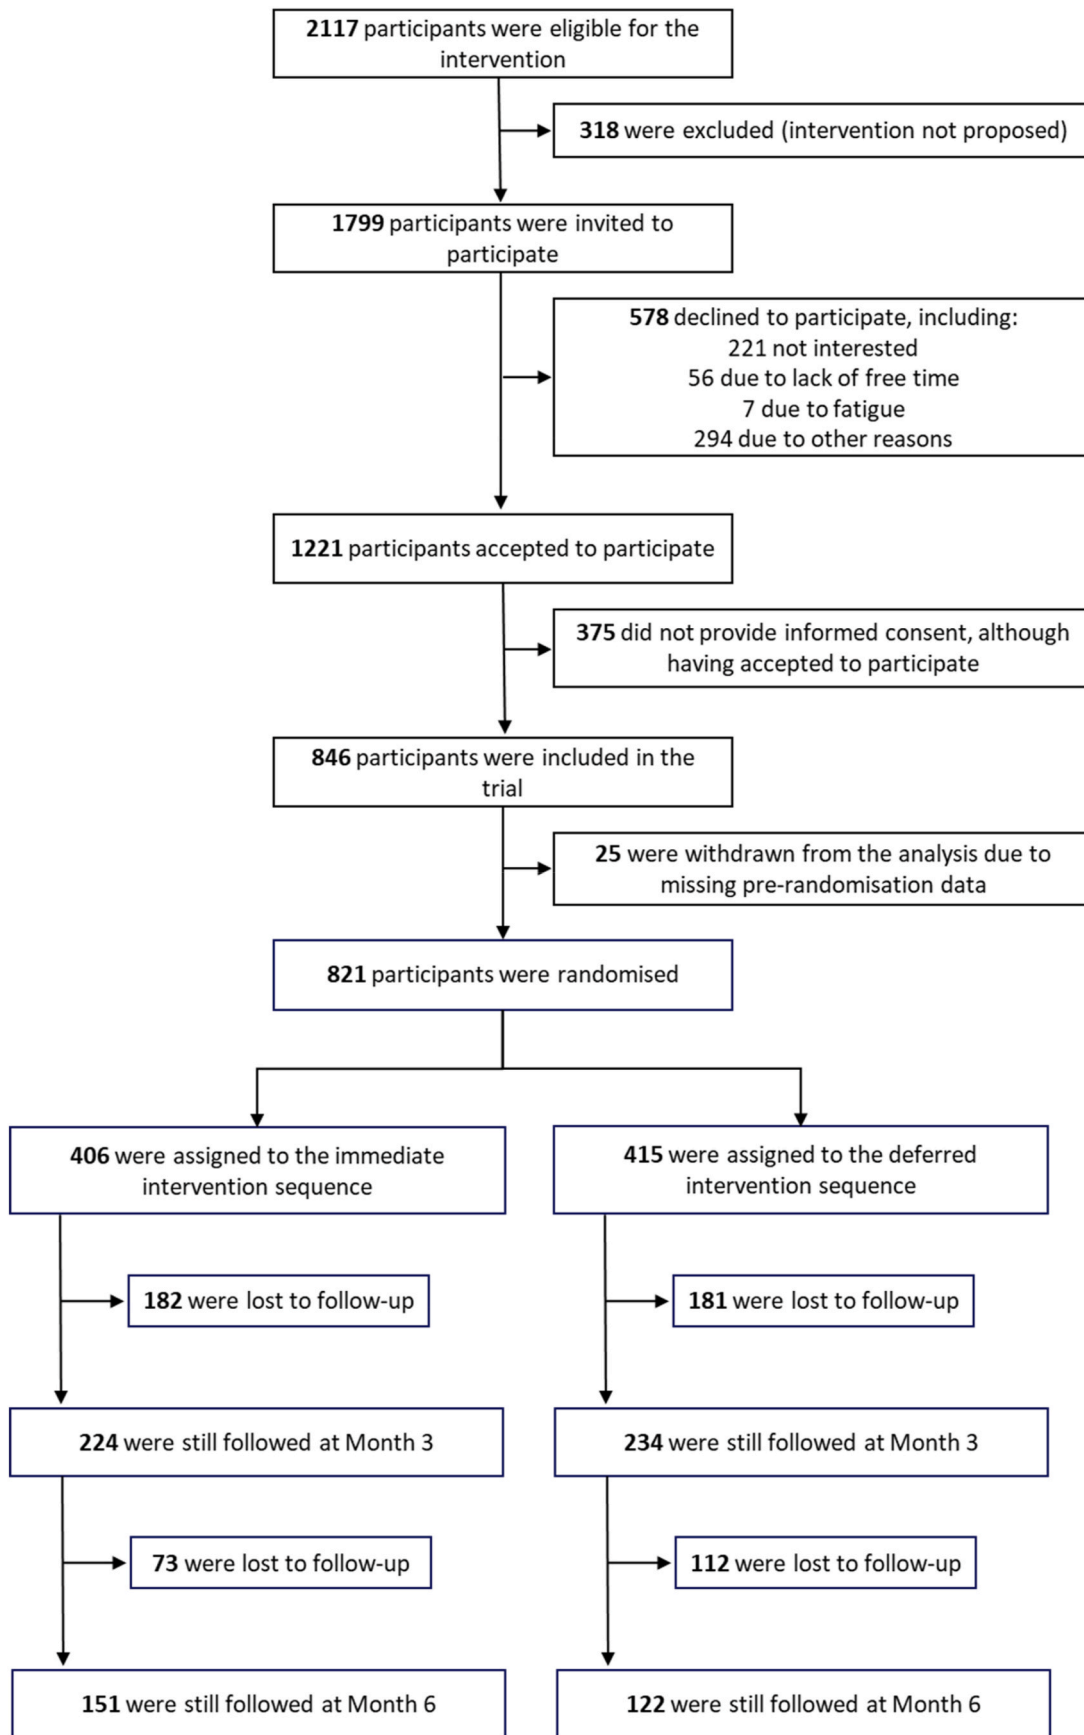 2117 participants were eligible for the
intervention
318 were excluded (intervention not proposed)
1799 participants were invited to
participate
578 declined to participate, including:
221 not interested
56 due to lack of free time
7 due to fatigue
294 due to other reasons
1221 participants accepted to participate
375 did not provide informed consent, although
having accepted to participate
846 participants were included in the
trial
25 were withdrawn from the analysis due to
missing pre-randomisation data
821 participants were randomised
406 were assigned to the immediate
intervention sequence
415 were assigned to the deferred
intervention sequence
182 were lost to follow-up
181 were lost to follow-up
224 were still followed at Month 3
234 were still followed at Month 3
73 were lost to follow-up
112 were lost to follow-up
151 were still followed at Month 6
122 were still followed at Month 6